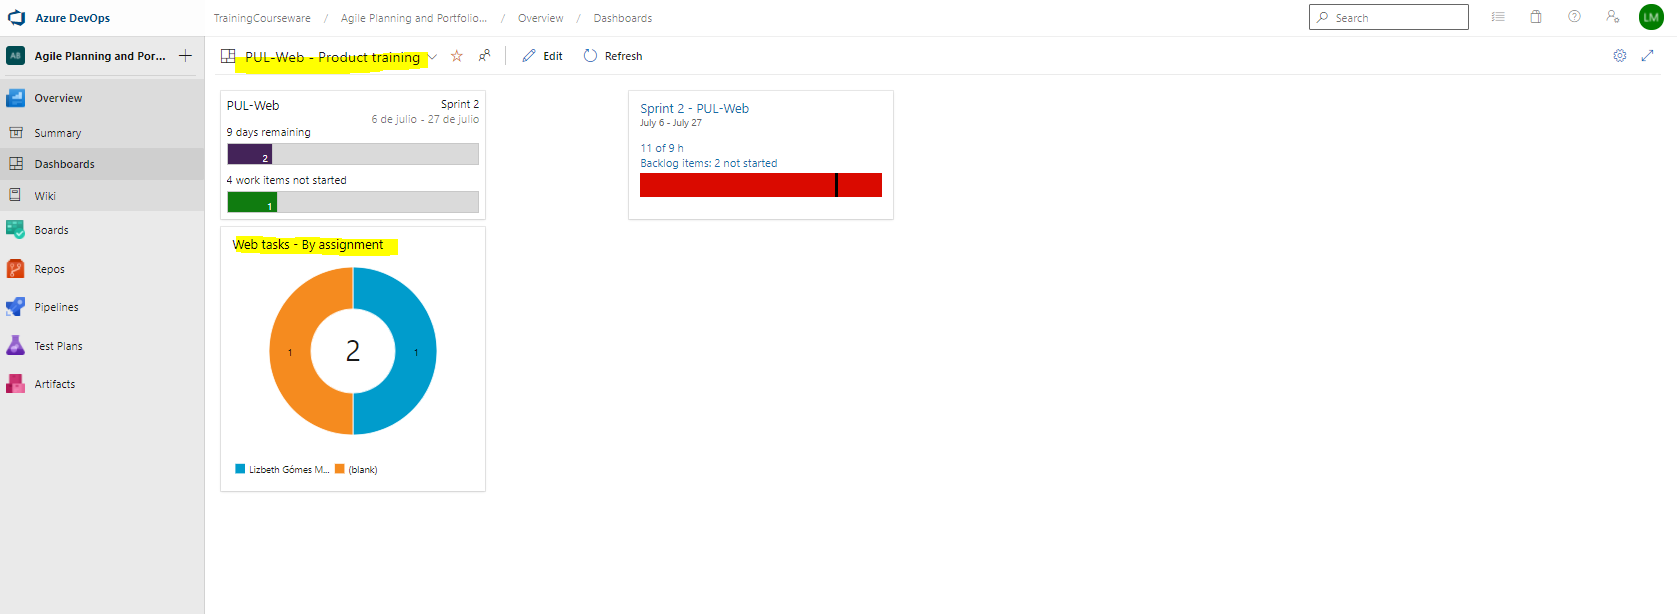 Azure DevOps
TrainingCourseware / Agile Planning and Portfolio... / Overview / Dashboards
Search
LM
AB
Agile Planning and Por...
PUL-Web - Product training
Edit
Refresh
Overview
Summary
Dashboards
Wiki
Boards
Repos
Pipelines
Test Plans
Artifacts
PUL-Web
Sprint 2
6 de julio - 27 de julio
9 days remaining
2
4 work items not started
1
Sprint 2 - PUL-Web
July 6 - July 27
11 of 9 h
Backlog items: 2 not started
Web tasks - By assignment
1
2
1
Lizbeth Gómes M... (blank)